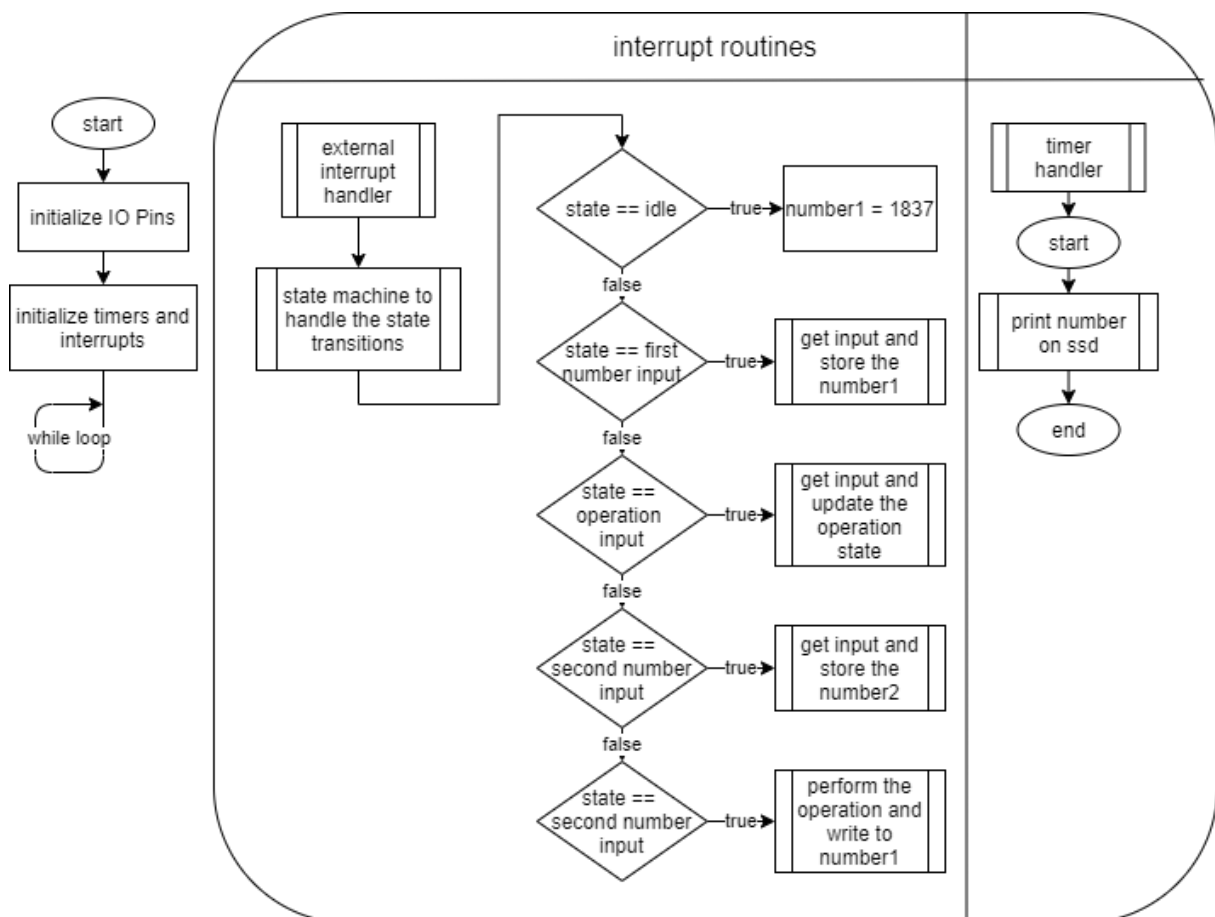 interrupt routines
start
initialize IO Pins
initialize timers and
interrupts
while loop
external
interrupt
handler
state machine to
handle the state
transitions
state == idle
true
number1 = 1837
false
state == first
number input
true
get input and
store the
number1
false
state ==
operation
input
true
get input and
update the
operation
state
false
state ==
second number
input
true
get input and
store the
number2
false
state ==
second number
input
true
perform the
operation and
write to
number1
timer
handler
start
print number
on ssd
end